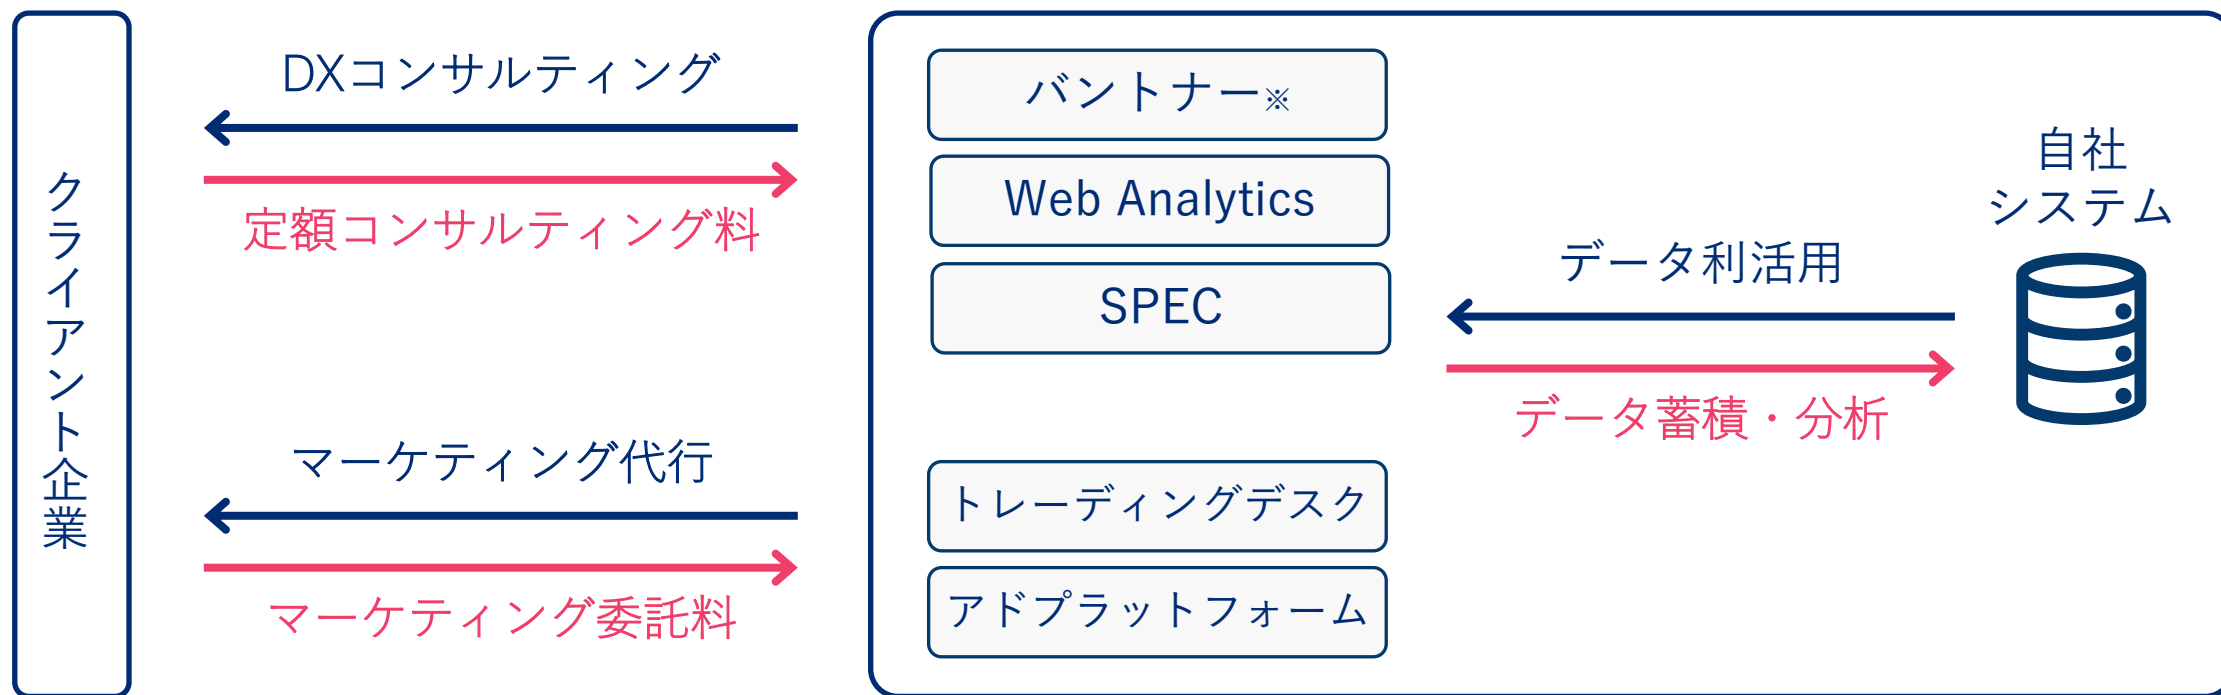 クライアント企業
DXコンサルティング
定額コンサルティング料
マーケティング代行
マーケティング委託料
バントナー※
Web Analytics
SPEC
トレーディングデスク
アドプラットフォーム
データ利活用
データ蓄積・分析
自社
システム